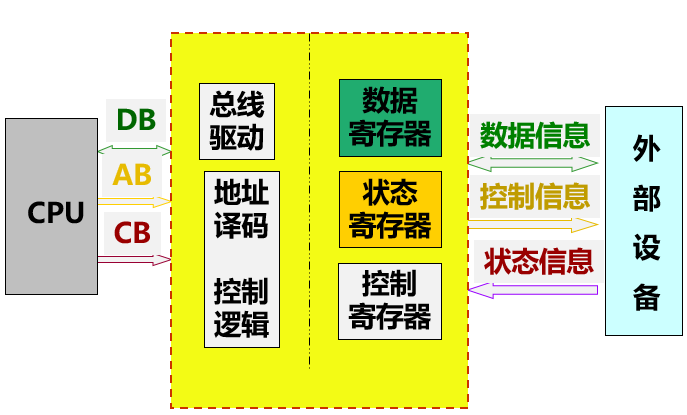 CPU
DB
AB
CB
总线
驱动
地址
译码
控制
逻辑
数据
寄存器
状态
寄存器
控制
寄存器
数据信息
控制信息
状态信息
外
部
设
备